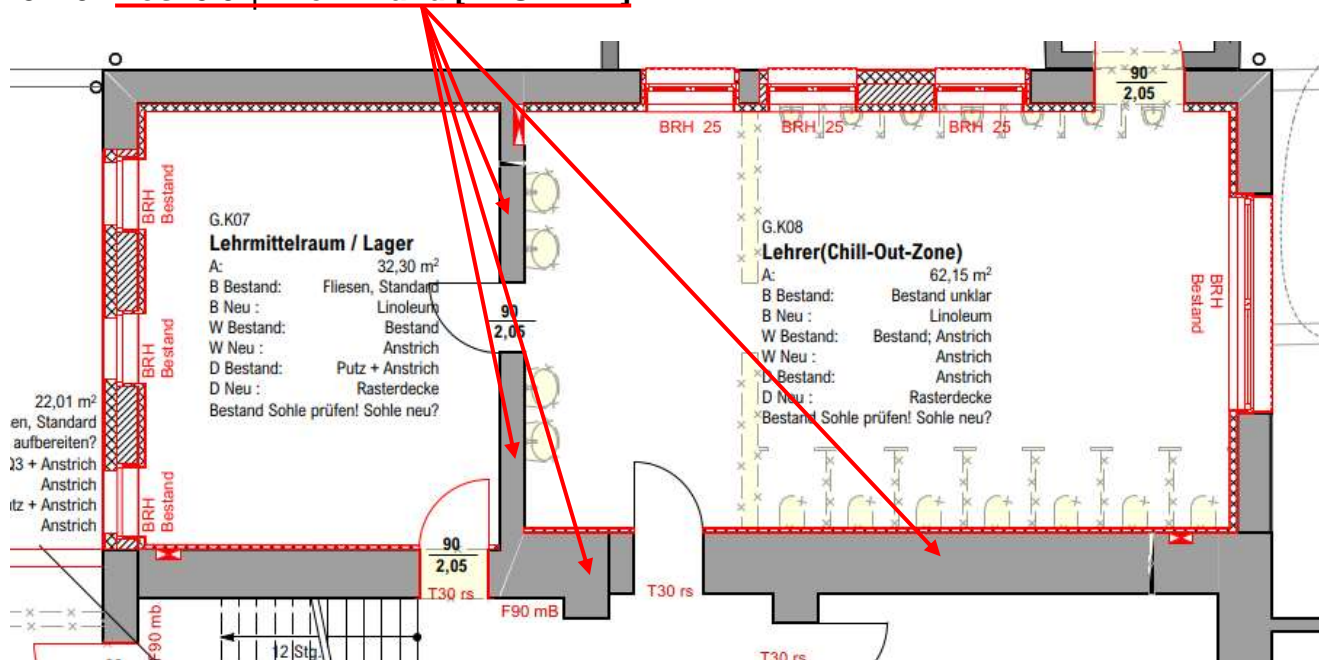 90
2,05
BRH 25
BRH 25
BRH 25
BRH
Bestand
G.K07
Lehrmittelraum / Lager
A: 32,30 m²
B Bestand: Fliesen, Standard
B Neu : Linoleum
W Bestand: Bestand
W Neu : Anstrich
D Bestand: Putz + Anstrich
D Neu : Rasterdecke
Bestand Sohle prüfen! Sohle neu?
90
2,05
G.K08
Lehrer(Chill-Out-Zone)
A: 62,15 m²
B Bestand: Bestand unklar
B Neu : Linoleum
W Bestand: Bestand; Anstrich
W Neu : Anstrich
D Bestand: Anstrich
D Neu : Rasterdecke
Bestand Sohle prüfen! Sohle neu?
BRH
Bestand
BRH
Bestand
22,01 m²
en, Standard
aufbereiten?
Q3 + Anstrich
Anstrich
utz + Anstrich
Anstrich
BRH
Bestand
90
2,05
T30 rs
F90 mB
T30 rs
F90 mb.
12 Stg.
T30 rs